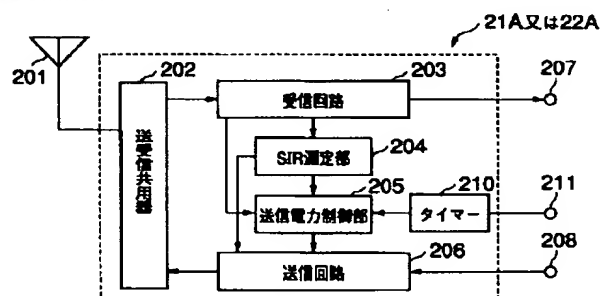 21A又は22A
201
202
203
207
受信回路
送受信共用器
SIR測定部
204
205
210
211
送信電力制御部
タイマー
206
208
送信回路